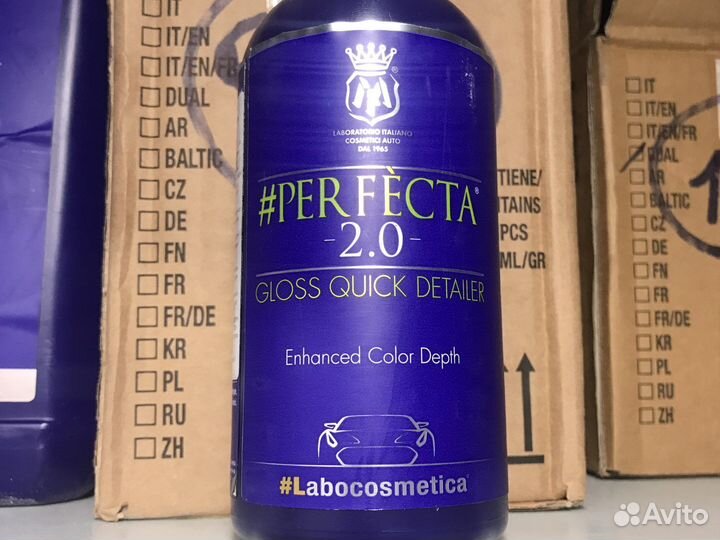 IT
IT/EN
IT/EN/FR
DUAL
AR
BALTIC
CZ
DE
FN
FR
FR/DE
KR
PL
RU
ZH
LABORATORIO ITALIANO
COSMETICI AUTO
DAL 1965
#PERFÈCTA®
-2.0-
GLOSS QUICK DETAILER
Enhanced Color Depth
#Labocosmetica
TIENE/
TAINS
PCS
ML/GR
IT
IT/EN
IT/EN/FR
DUAL
AR
BALTIC
CZ
DE
FN
FR
FR/DE
KR
PL
RU
ZH
Avito